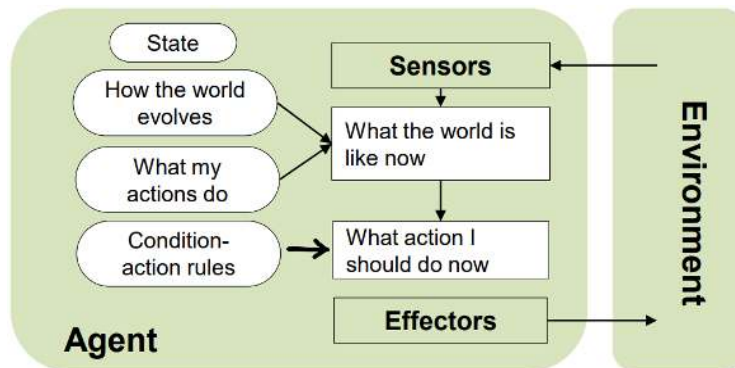 State
How the world
evolves
What my
actions do
Condition-
action rules
Sensors
What the world is
like now
What action I
should do now
Effectors
Agent
Environment